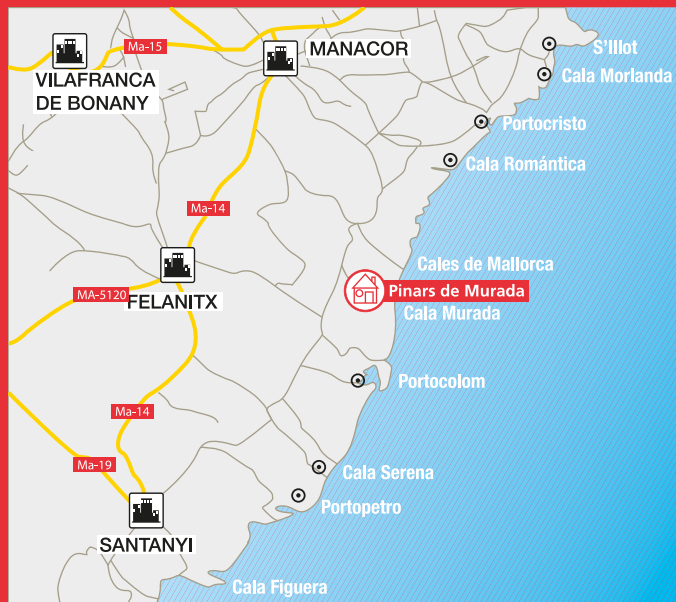 S'Illot
Ma-15
MANACOR
VILAFRANCA
DE BONANY
Cala Morlanda
Portocristo
Cala Romántica
Ma-14
Cales de Mallorca
Pinars de Murada
MA-5120
FELANITX
Cala Murada
Portocolom
Ma-14
Ma-19
Cala Serena
Portopetro
SANTANYI
Cala Figuera